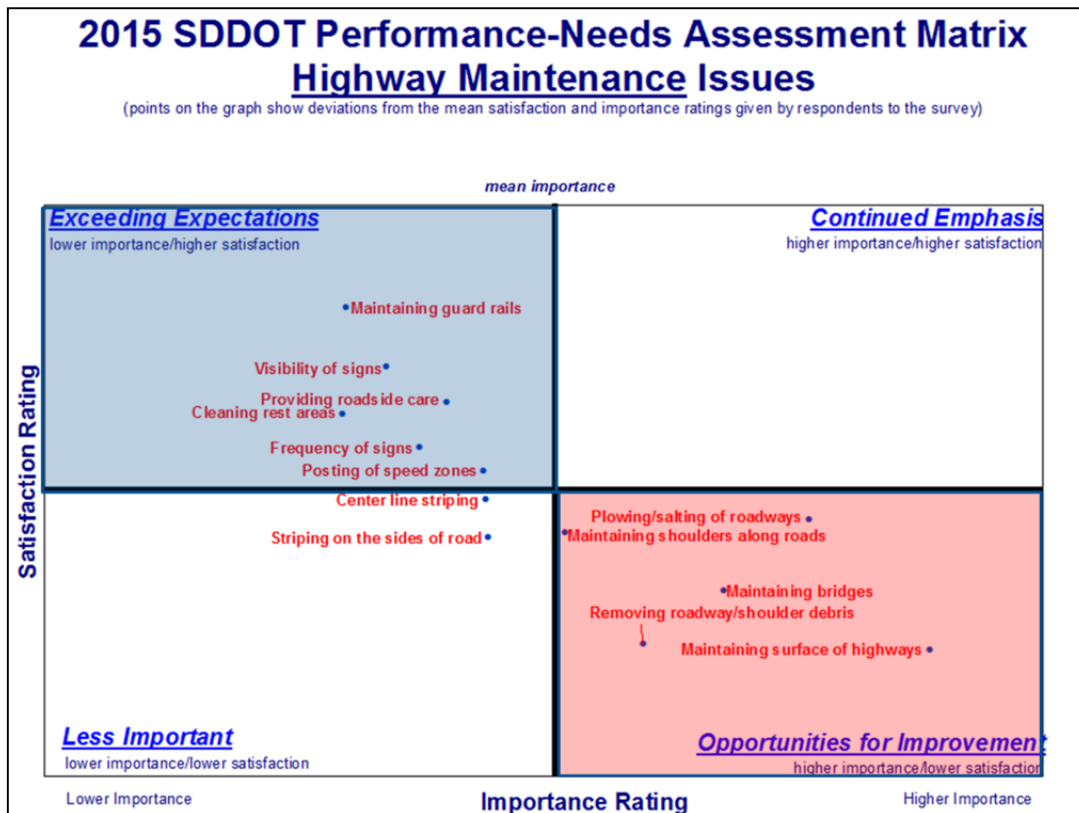 2015 SDDOT Performance-Needs Assessment Matrix
Highway Maintenance Issues
(points on the graph show deviations from the mean satisfaction and importance ratings given by respondents to the survey)
mean importance
Exceeding Expectations
lower importance/higher satisfaction
Continued Emphasis
higher importance/higher satisfaction
Maintaining guard rails
Visibility of signs
Providing roadside care
Cleaning rest areas
Frequency of signs
Posting of speed zones
Satisfaction Rating
Center line striping
Striping on the sides of road
Plowing/salting of roadways
Maintaining shoulders along roads
Maintaining bridges
Removing roadway/shoulder debris
Maintaining surface of highways
Less Important
lower importance/lower satisfaction
Opportunities for Improvement
higher importance/lower satisfaction
Lower Importance
Importance Rating
Higher Importance